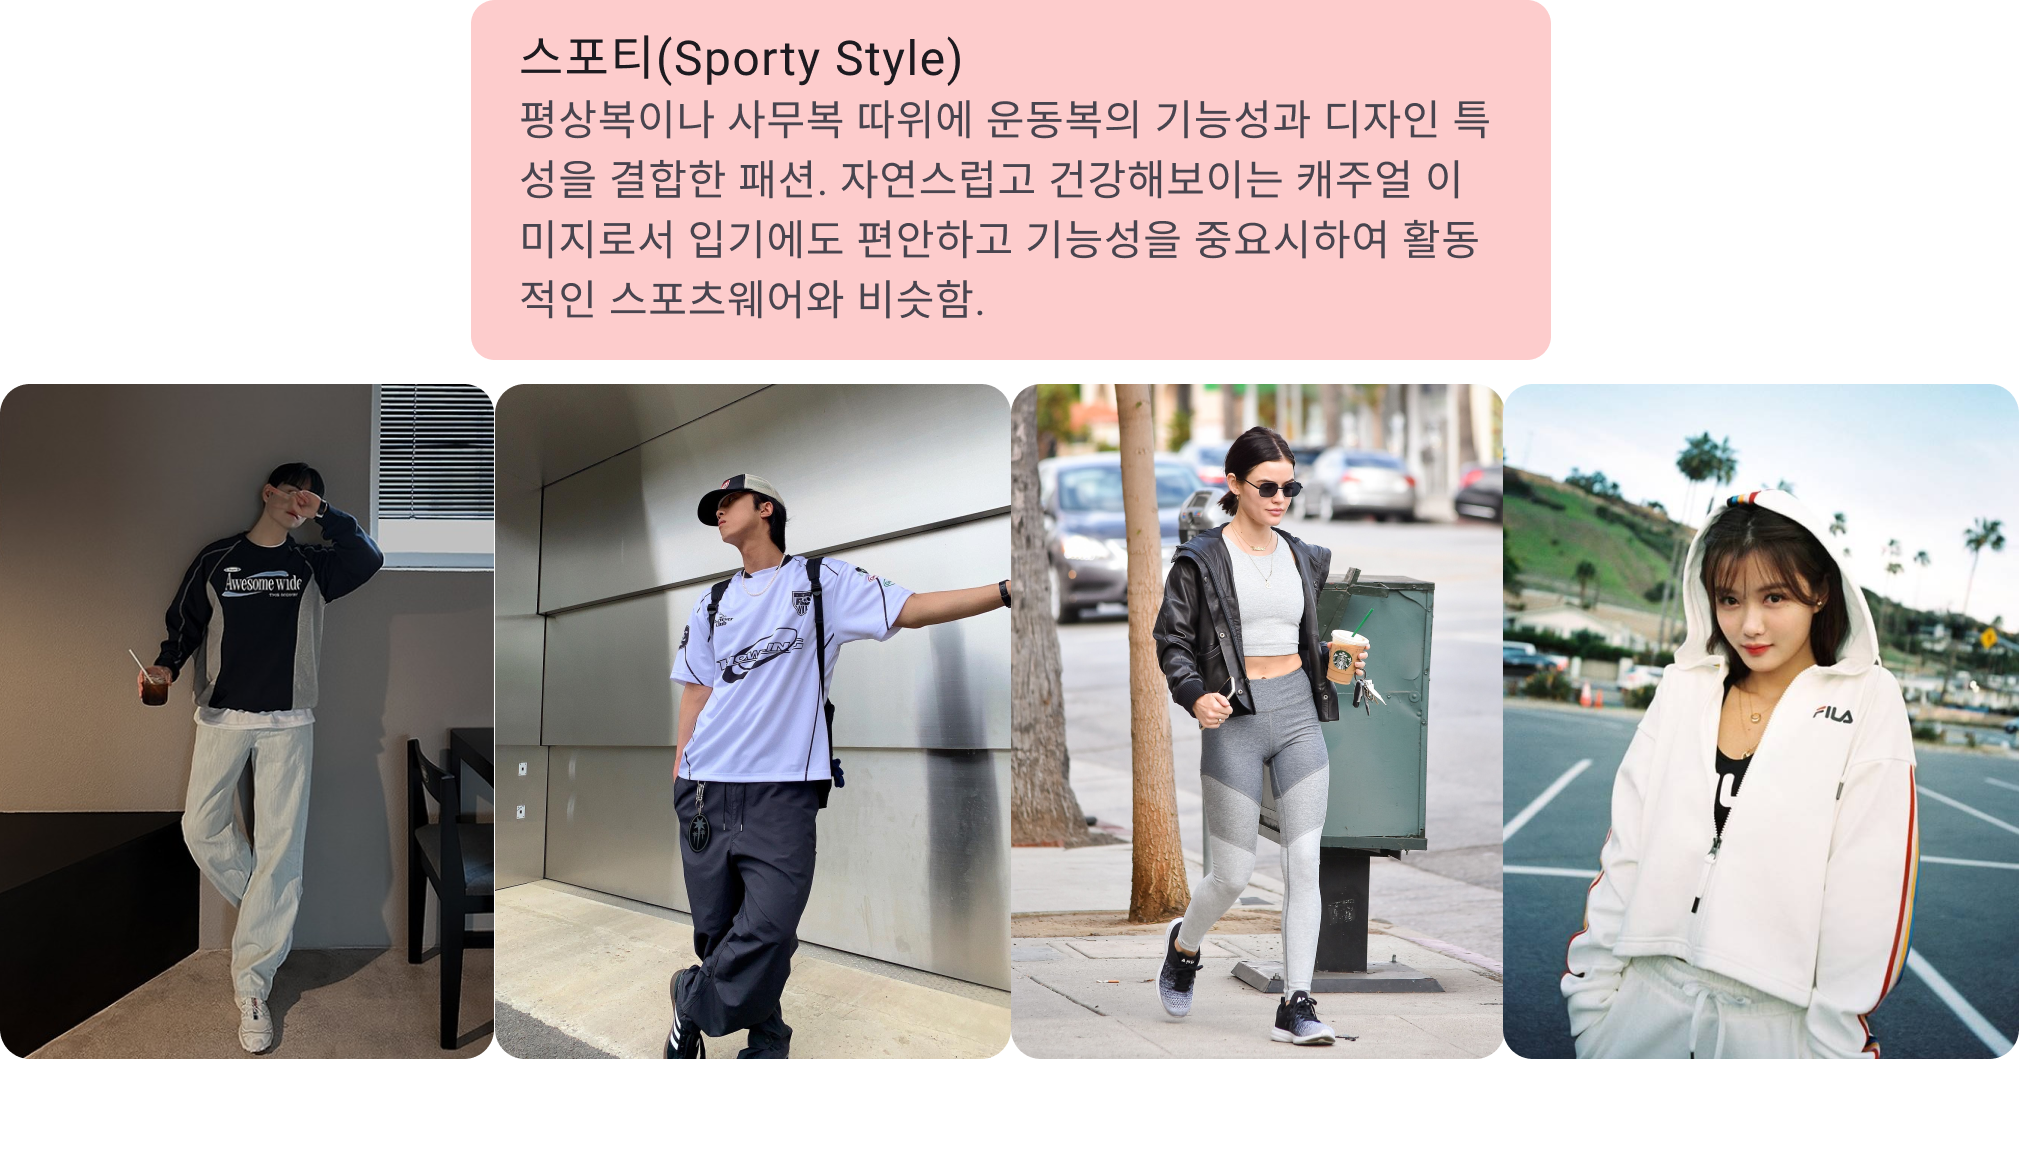 스포티(Sporty Style)
평상복이나 사무복 따위에 운동복의 기능성과 디자인 특
성을 결합한 패션. 자연스럽고 건강해보이는 캐주얼 이
미지로서 입기에도 편안하고 기능성을 중요시하여 활동
적인 스포츠웨어와 비슷함.
Awesome wide
FILA